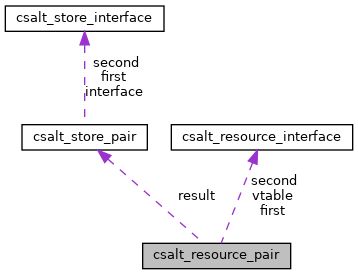 csalt_store_interface
second
first
interface
csalt_store_pair
csalt_resource_interface
result
second
vtable
first
csalt_resource_pair